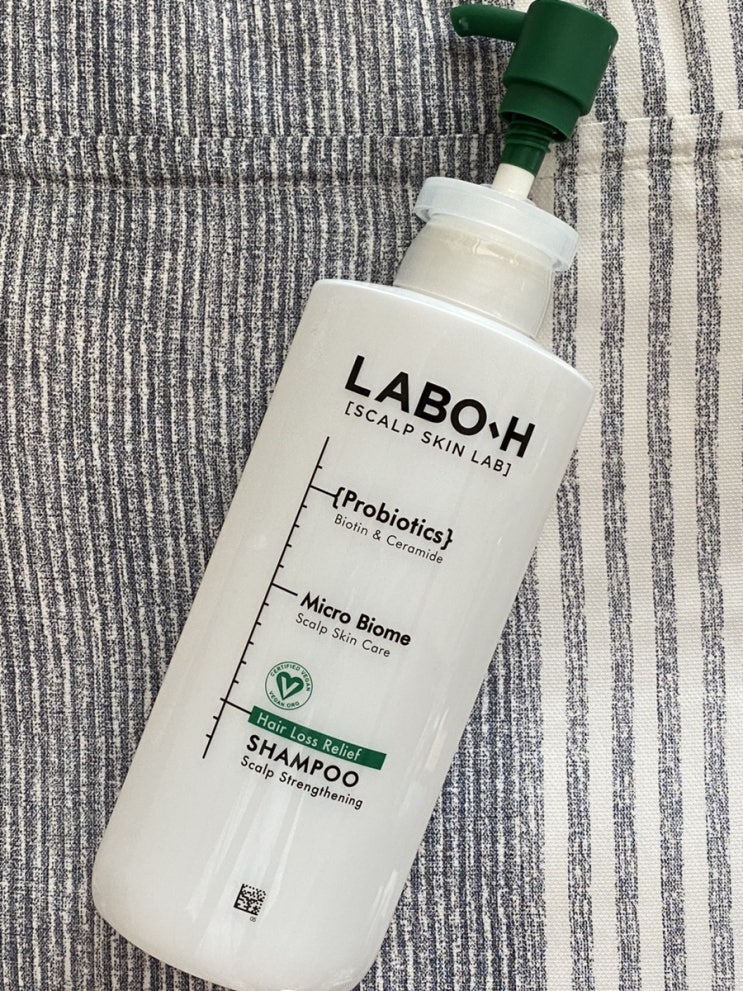 LABO-H
[SCALP SKIN LAB]
{Probiotics}
Biotin & Ceramide
Micro Biome
Scalp Skin Care
CERTIFIED VEGAN
VEGAN.ORG
Hair Loss Relief
SHAMPOO
Scalp Strengthening